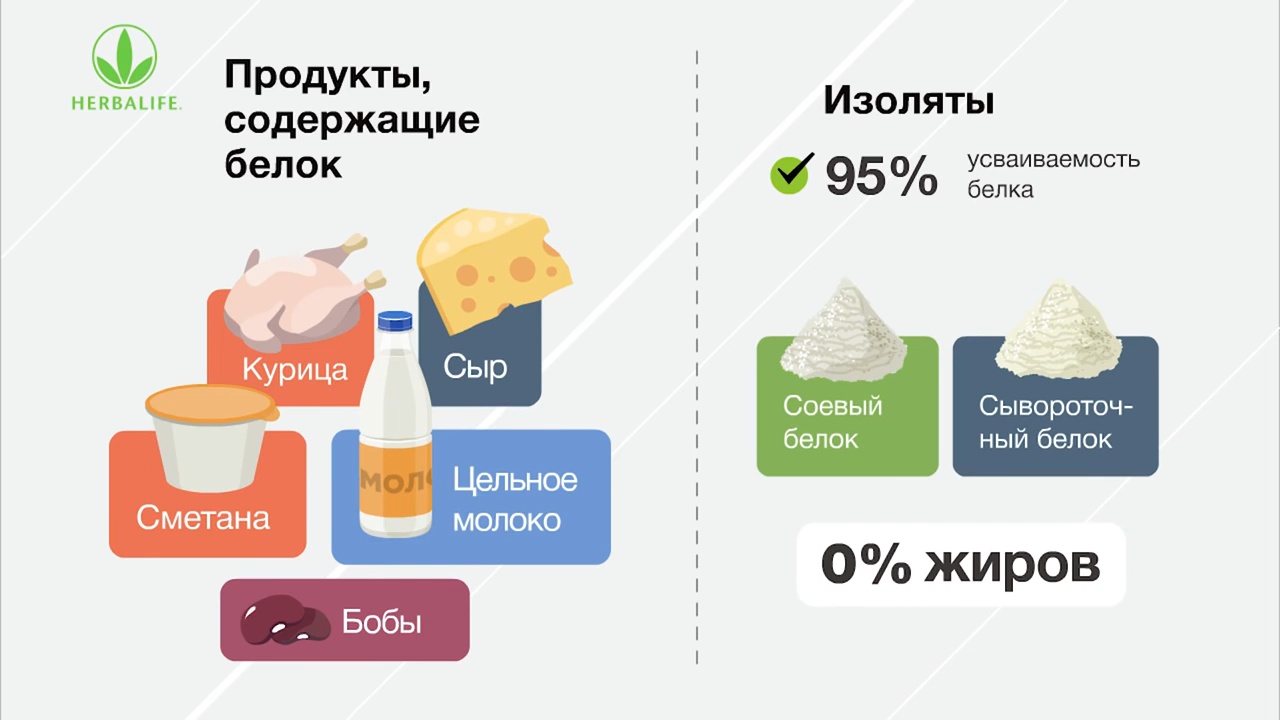 HERBALIFE.
Продукты,
содержащие
белок
Курица
Сыр
Сметана
МОЛО
Цельное
молоко
Бобы
Изоляты
95%
усваиваемость
белка
Соевый
белок
Сывороточ-
ный белок
0% жиров